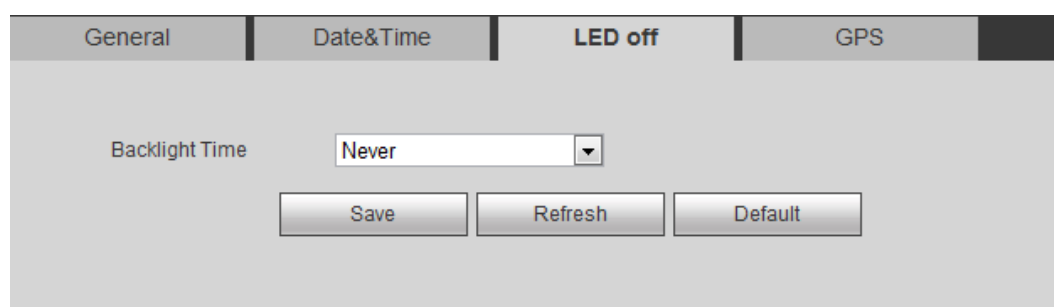 General Date&Time LED off GPS
Backlight Time Never
Save Refresh Default